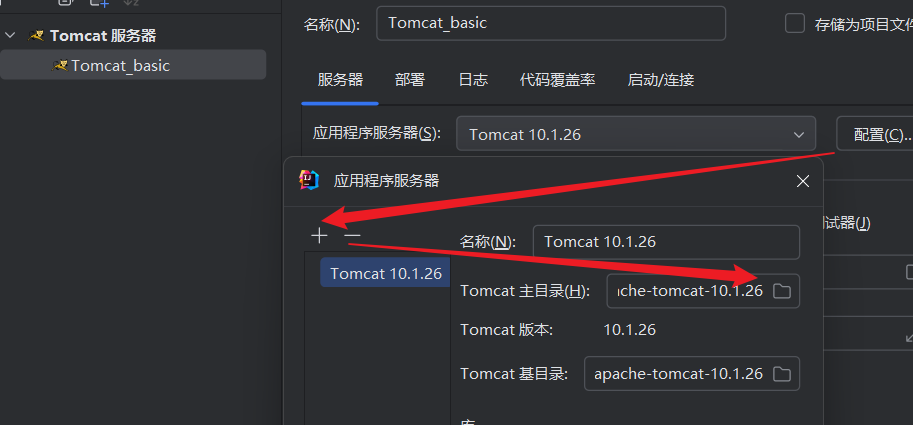 Tomcat 服务器
Tomcat_basic
名称(N):
Tomcat_basic
存储为项目文件
服务器
部署
日志
代码覆盖率
启动/连接
应用程序服务器(S):
Tomcat 10.1.26
配置(C)...
应用程序服务器
试器(J)
名称(N):
Tomcat 10.1.26
Tomcat 10.1.26
Tomcat 主目录(H):
ache-tomcat-10.1.26
Tomcat 版本:
10.1.26
Tomcat 基目录:
apache-tomcat-10.1.26